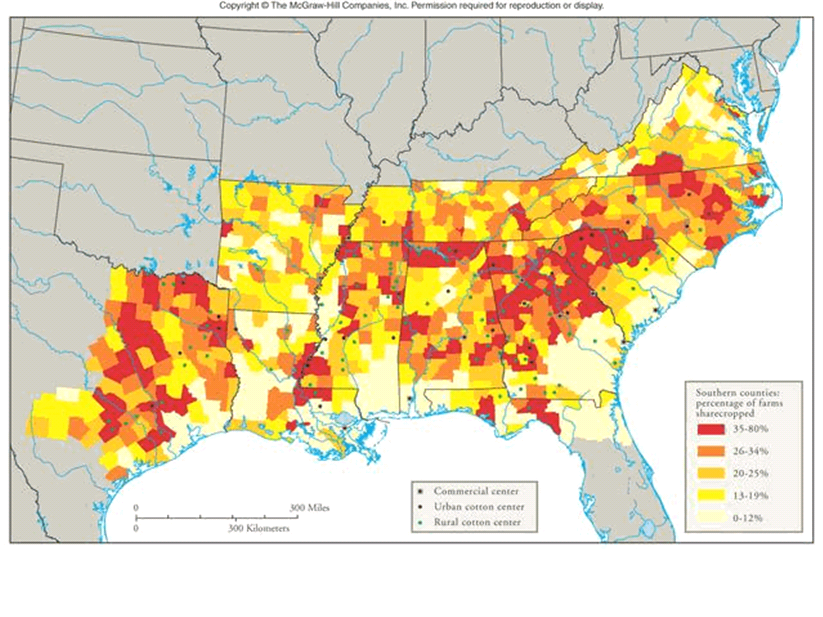 Copyright © The McGraw-Hill Companies, Inc. Permission required for reproduction or display.
Southern counties:
percentage of farms
sharecropped
35-80%
26-34%
20-25%
13-19%
0-12%
Commercial center
Urban cotton center
Rural cotton center
0 300 Miles
0 300 Kilometers